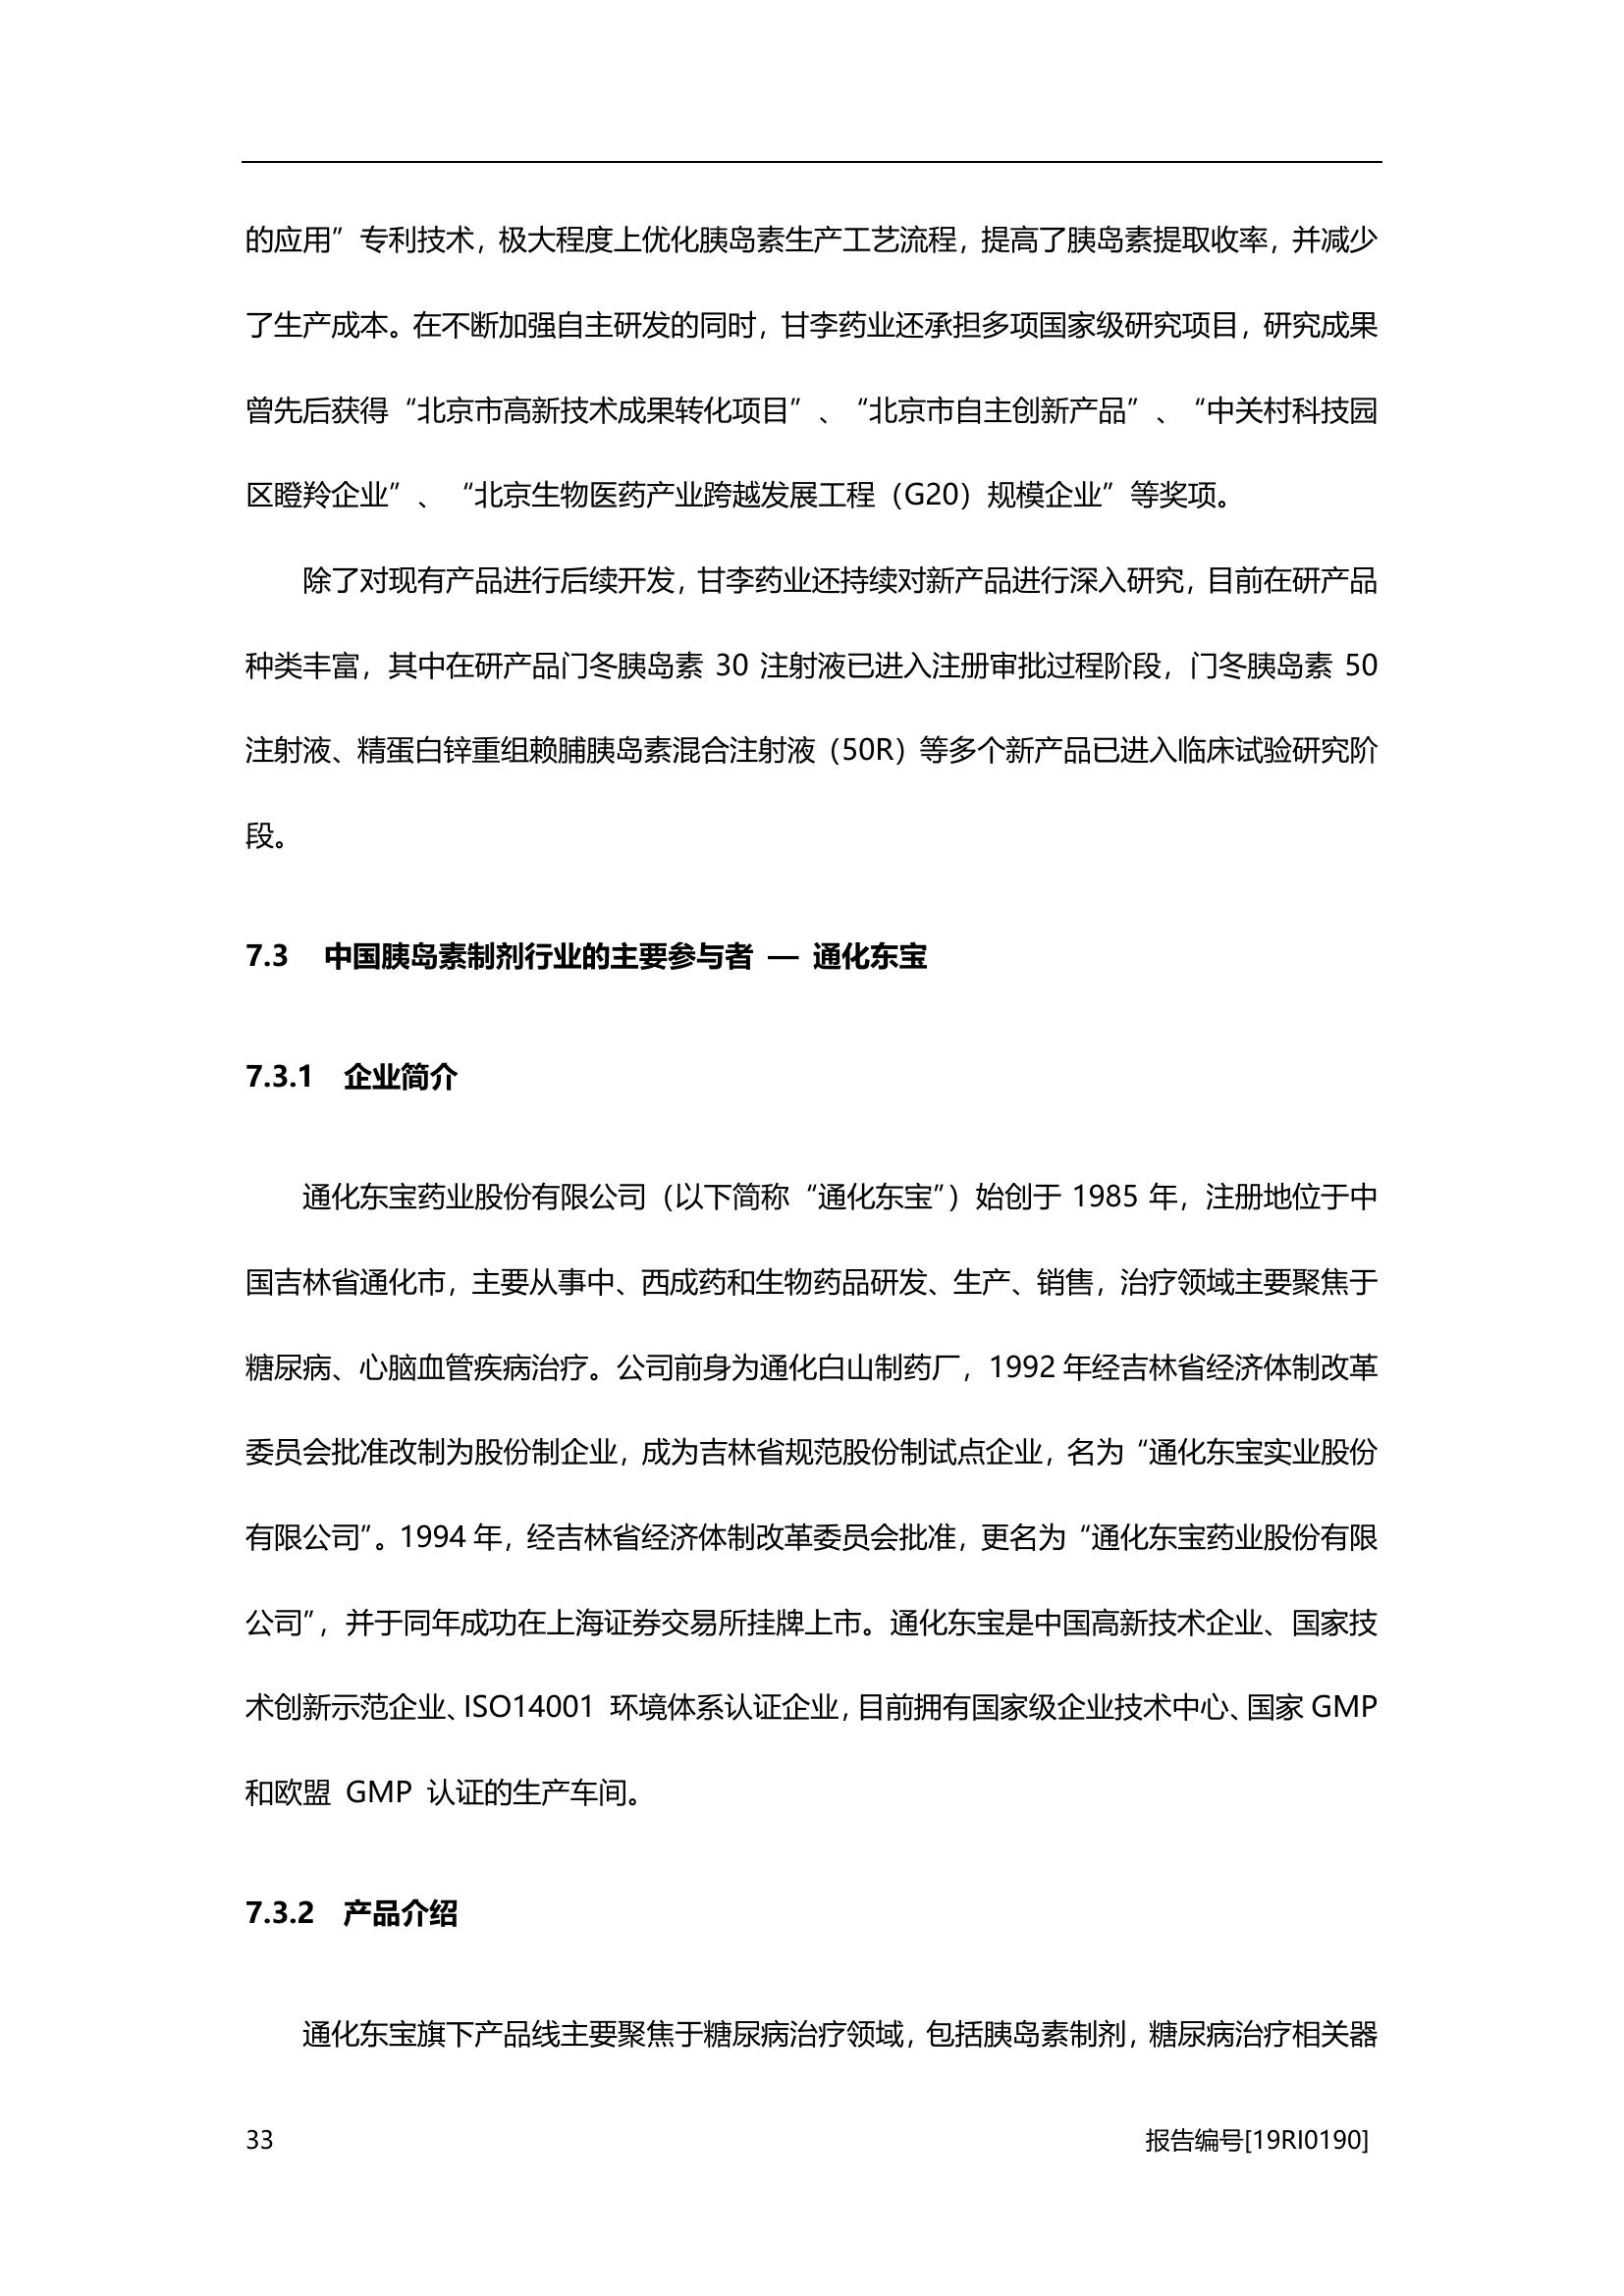 的应用”专利技术，极大程度上优化胰岛素生产工艺流程，提高了胰岛素提取收率，并减少
了生产成本。在不断加强自主研发的同时，甘李药业还承担多项国家级研究项目，研究成果
曾先后获得“北京市高新技术成果转化项目”、“北京市自主创新产品”、“中关村科技园
区瞪羚企业”、“北京生物医药产业跨越发展工程（G20）规模企业”等奖项。
除了对现有产品进行后续开发，甘李药业还持续对新产品进行深入研究，目前在研产品
种类丰富，其中在研产品门冬胰岛素 30 注射液已进入注册审批过程阶段，门冬胰岛素 50
注射液、精蛋白锌重组赖脯胰岛素混合注射液（50R）等多个新产品已进入临床试验研究阶
段。
7.3 中国胰岛素制剂行业的主要参与者 — 通化东宝
7.3.1 企业简介
通化东宝药业股份有限公司（以下简称“通化东宝”）始创于 1985 年，注册地位于中
国吉林省通化市，主要从事中、西成药和生物药品研发、生产、销售，治疗领域主要聚焦于
糖尿病、心脑血管疾病治疗。公司前身为通化白山制药厂，1992 年经吉林省经济体制改革
委员会批准改制为股份制企业，成为吉林省规范股份制试点企业，名为“通化东宝实业股份
有限公司”。1994 年，经吉林省经济体制改革委员会批准，更名为“通化东宝药业股份有限
公司”，并于同年成功在上海证券交易所挂牌上市。通化东宝是中国高新技术企业、国家技
术创新示范企业、ISO14001 环境体系认证企业，目前拥有国家级企业技术中心、国家 GMP
和欧盟 GMP 认证的生产车间。
7.3.2 产品介绍
通化东宝旗下产品线主要聚焦于糖尿病治疗领域，包括胰岛素制剂，糖尿病治疗相关器
33 报告编号[19RI0190]